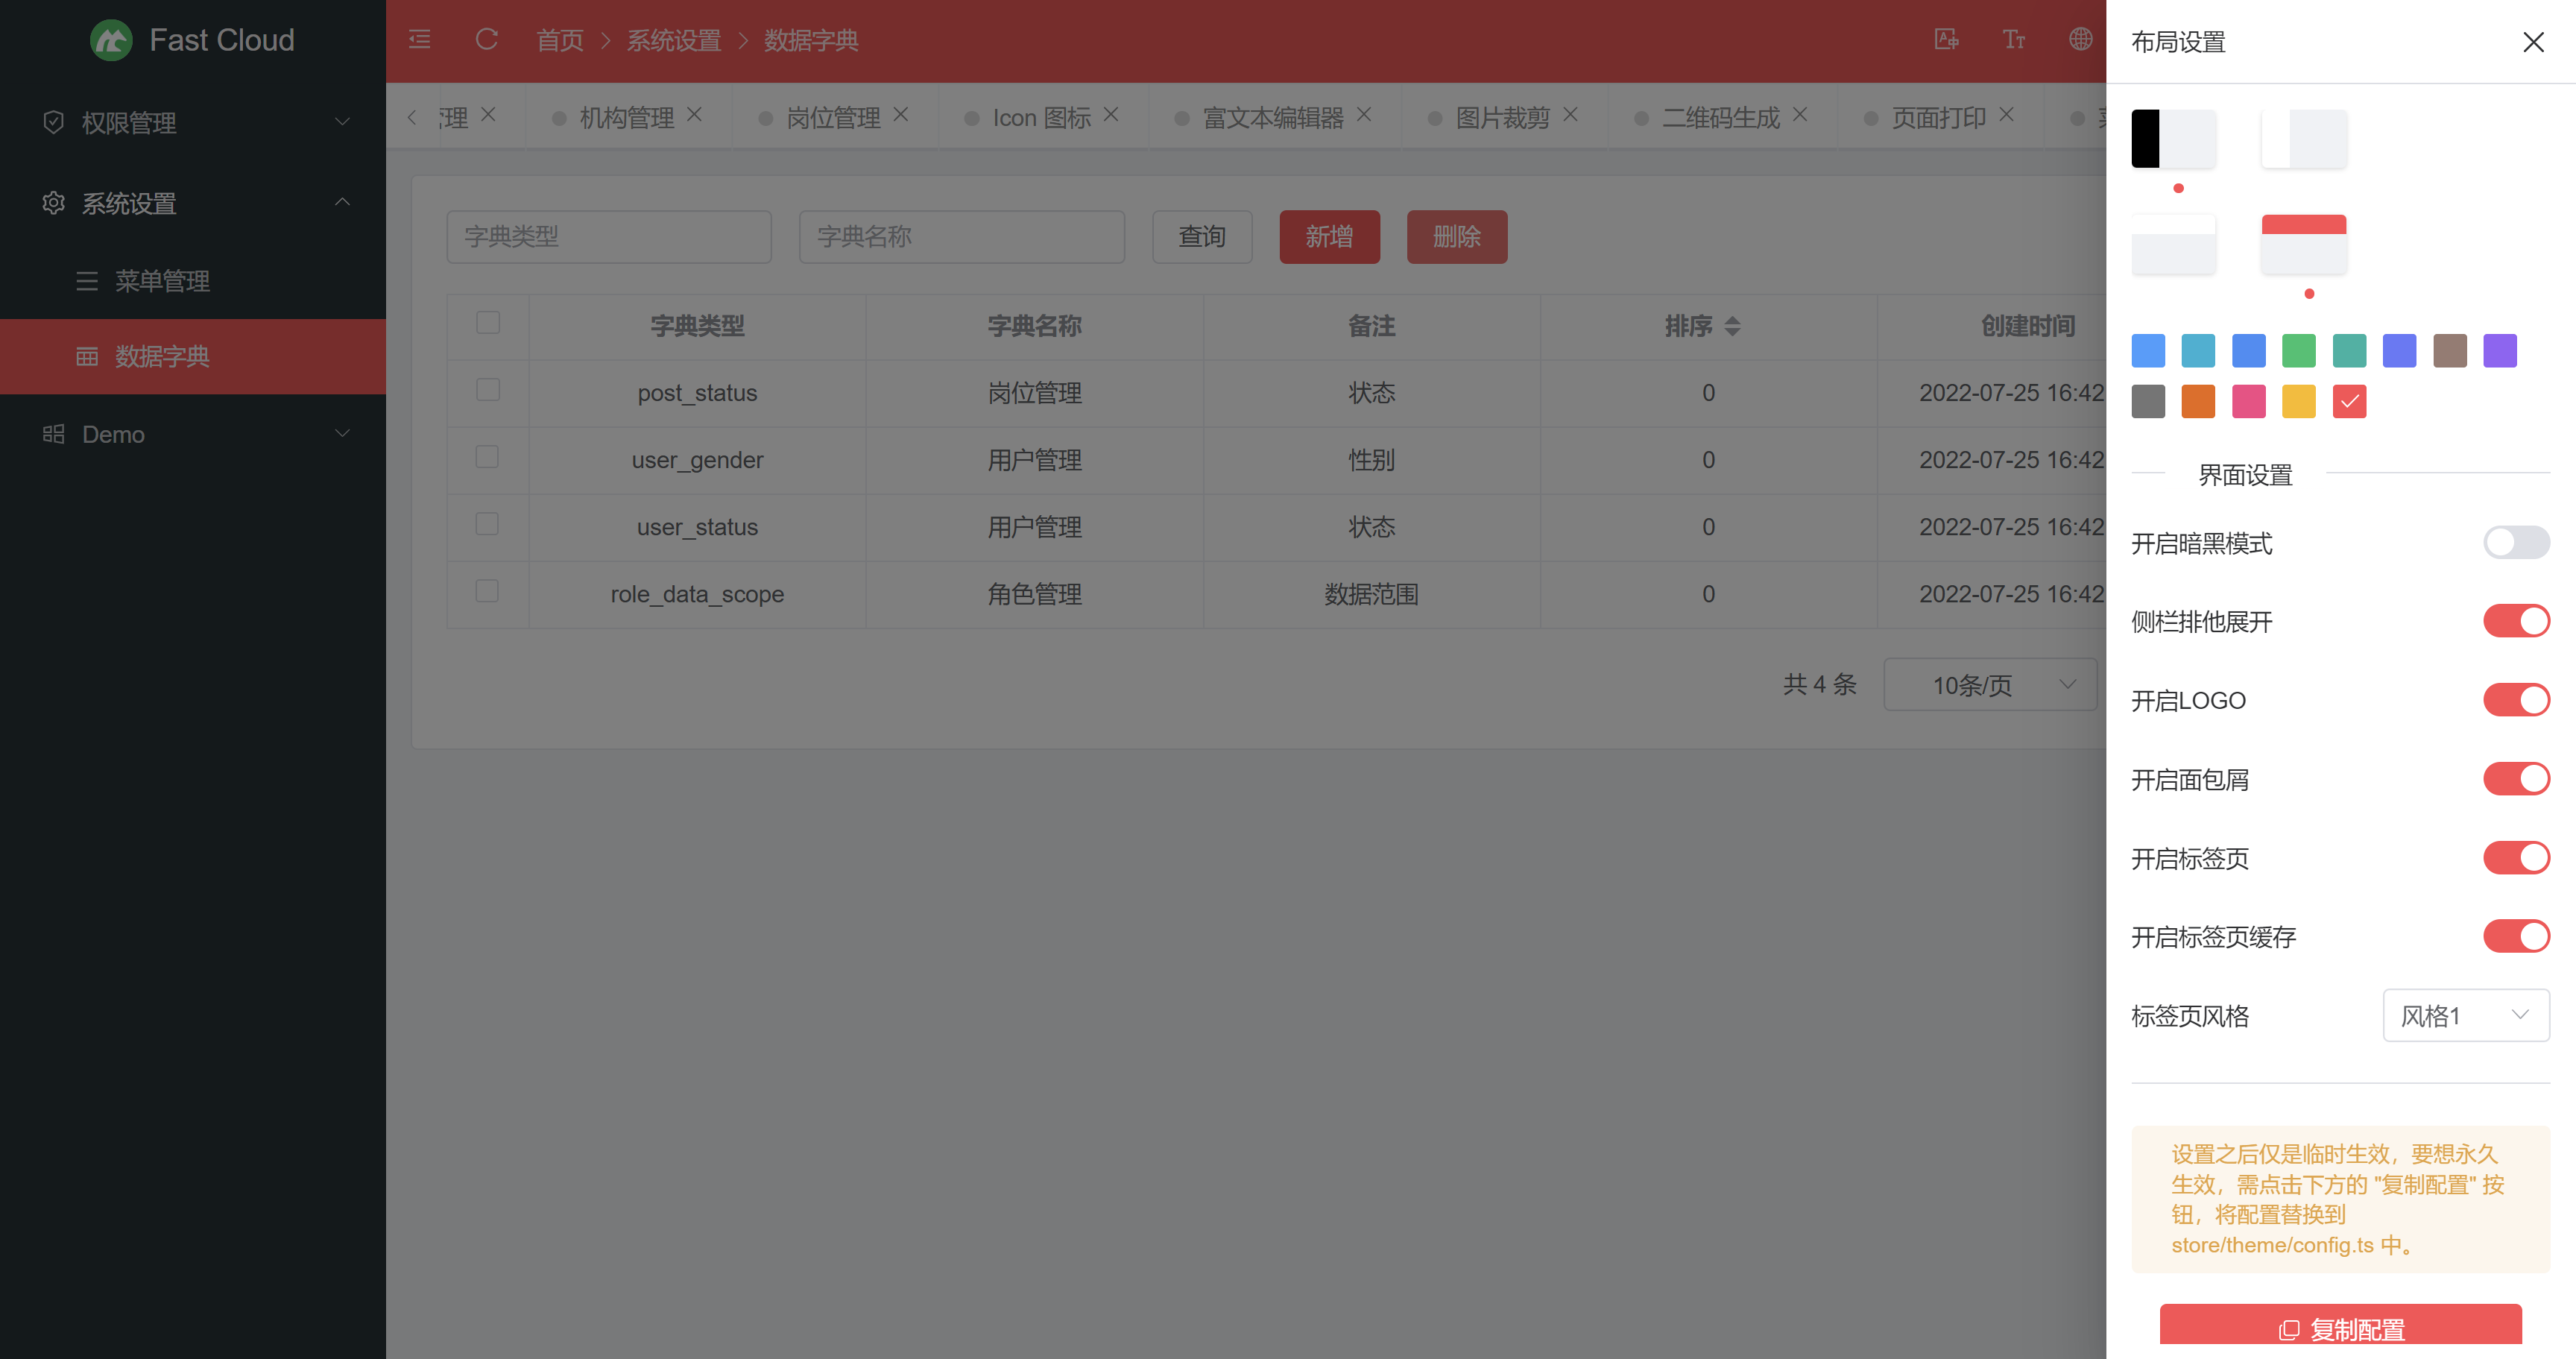 Fast Cloud
权限管理
系统设置
菜单管理
数据字典
Demo
首页 > 系统设置 > 数据字典
管理
机构管理
岗位管理
Icon 图标
富文本编辑器
图片裁剪
二维码生成
页面打印
字典类型
字典名称
查询
新增
删除
字典类型 字典名称 备注 排序 创建时间
post_status 岗位管理 状态 0 2022-07-25 16:42
user_gender 用户管理 性别 0 2022-07-25 16:42
user_status 用户管理 状态 0 2022-07-25 16:42
role_data_scope 角色管理 数据范围 0 2022-07-25 16:42
共 4 条
10条/页
布局设置
界面设置
开启暗黑模式
侧栏排他展开
开启LOGO
开启面包屑
开启标签页
开启标签页缓存
标签页风格
风格1
设置之后仅是临时生效，要想永久
生效，需点击下方的 "复制配置" 按
钮，将配置替换到
store/theme/config.ts 中。
复制配置